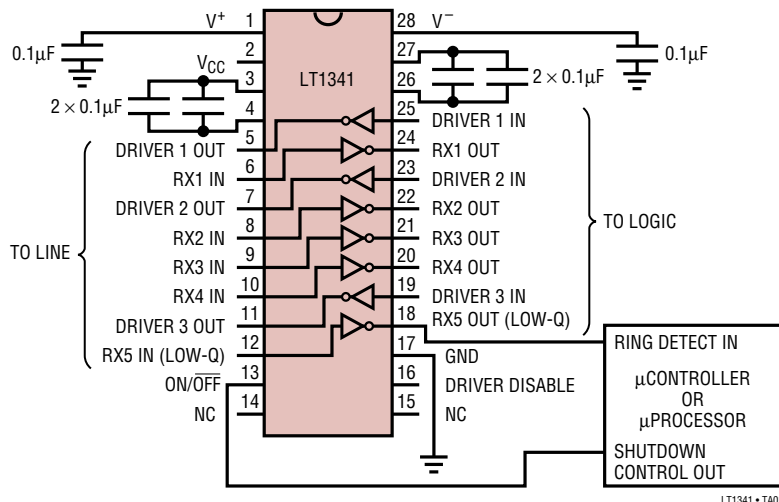 V+ 1 28 V−
0.1µF 2 27 0.1µF
VCC 3 LT1341 26
2 × 0.1µF 4 25 DRIVER 1 IN 2 × 0.1µF
DRIVER 1 OUT 5 24 RX1 OUT
RX1 IN 6 23 DRIVER 2 IN
DRIVER 2 OUT 7 22 RX2 OUT
TO LINE RX2 IN 8 21 RX3 OUT TO LOGIC
RX3 IN 9 20 RX4 OUT
RX4 IN 10 19 DRIVER 3 IN
DRIVER 3 OUT 11 18 RX5 OUT (LOW-Q)
RX5 IN (LOW-Q) 12 17 GND
ON/OFF 13 16 DRIVER DISABLE
NC 14 15 NC
RING DETECT IN
µCONTROLLER
OR
µPROCESSOR
SHUTDOWN
CONTROL OUT